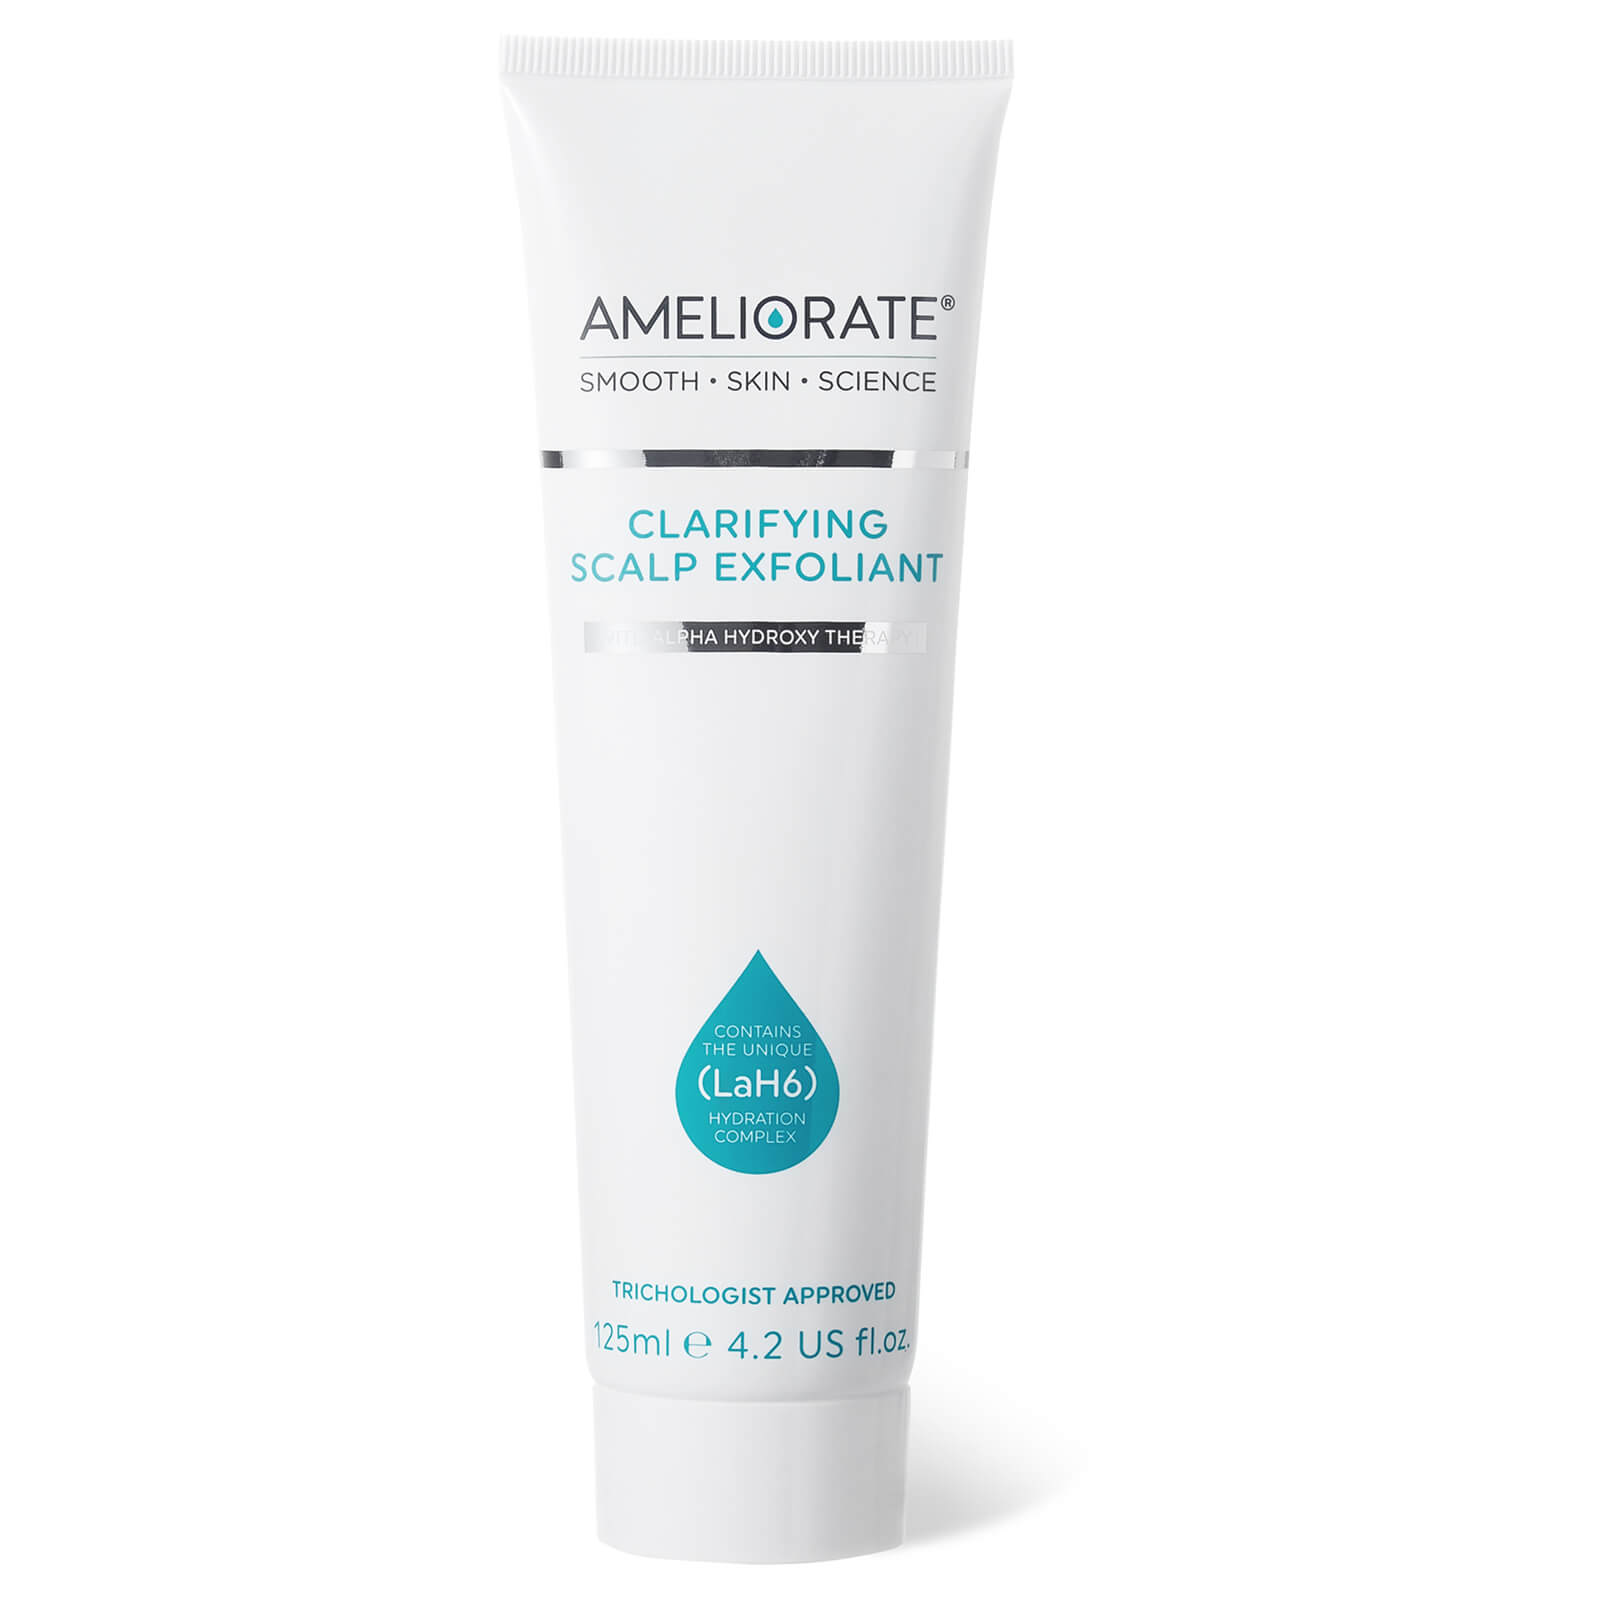 AMELIORATE®
SMOOTH • SKIN • SCIENCE
CLARIFYING
SCALP EXFOLIANT
WITH ALPHA HYDROXY THERAPY
CONTAINS
THE UNIQUE
(LaH6)
HYDRATION
COMPLEX
TRICHOLOGIST APPROVED
125ml ℮ 4.2 US fl.oz.